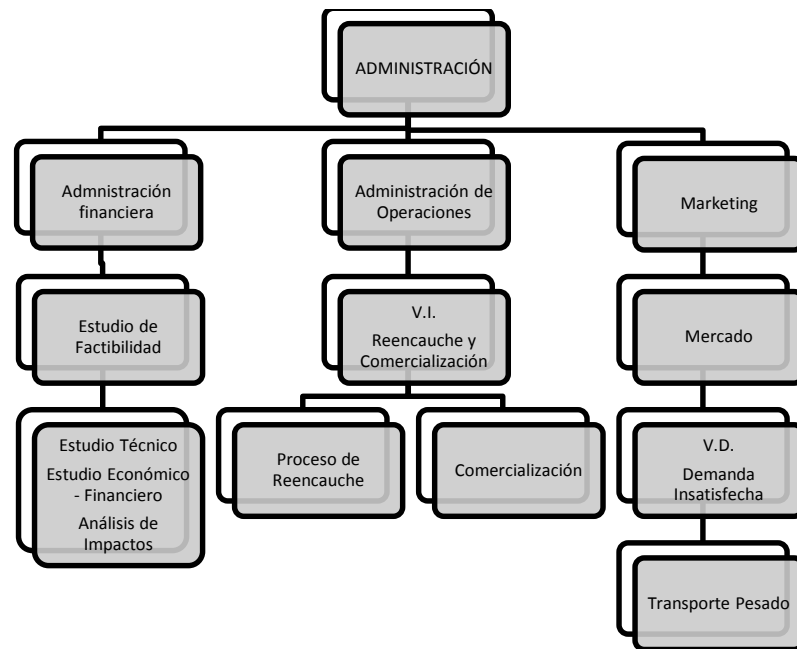 ADMINISTRACIÓN
Admnistración
financiera
Administración de
Operaciones
Marketing
Estudio de
Factibilidad
V.I.
Reencauche y
Comercialización
Mercado
Estudio Técnico
Estudio Económico
- Financiero
Análisis de
Impactos
Proceso de
Reencauche
Comercialización
V.D.
Demanda
Insatisfecha
Transporte Pesado